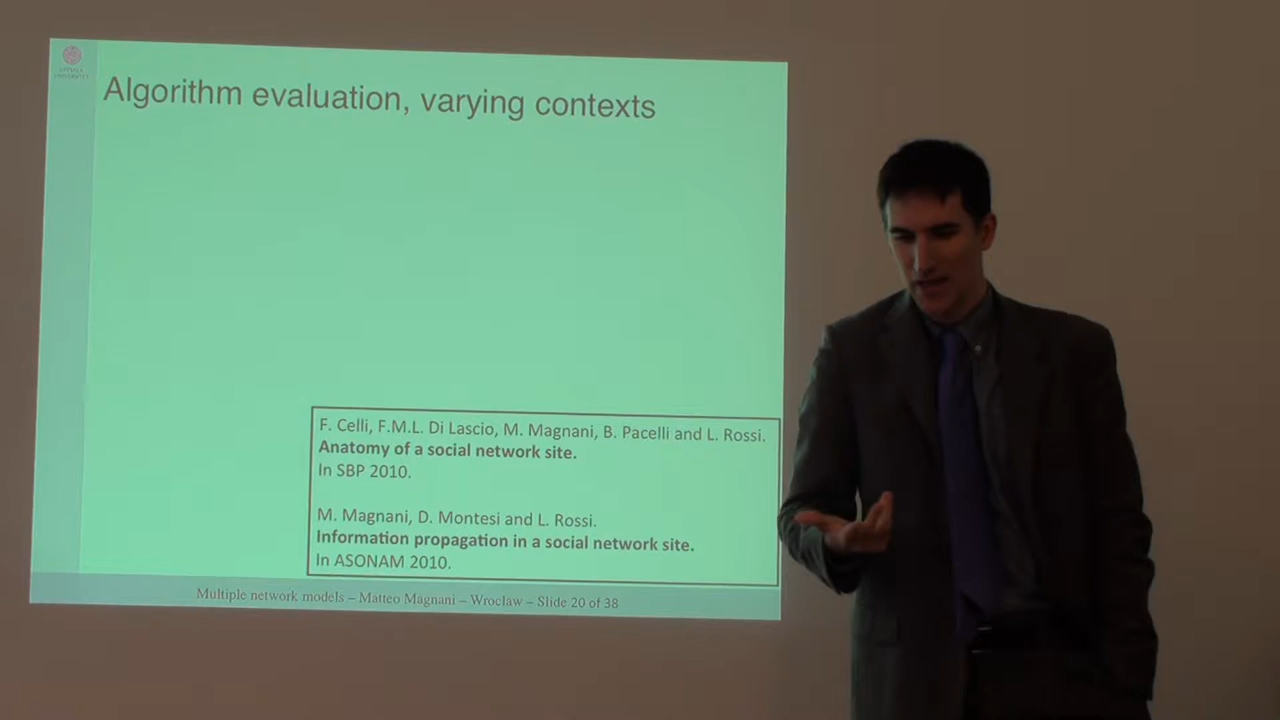 UPPSALA
UNIVERSITET
Algorithm evaluation, varying contexts
F. Celli, F.M.L. Di Lascio, M. Magnani, B. Pacelli and L. Rossi.
Anatomy of a social network site.
In SBP 2010.
M. Magnani, D. Montesi and L. Rossi.
Information propagation in a social network site.
In ASONAM 2010.
Multiple network models – Matteo Magnani – Wroclaw – Slide 20 of 38